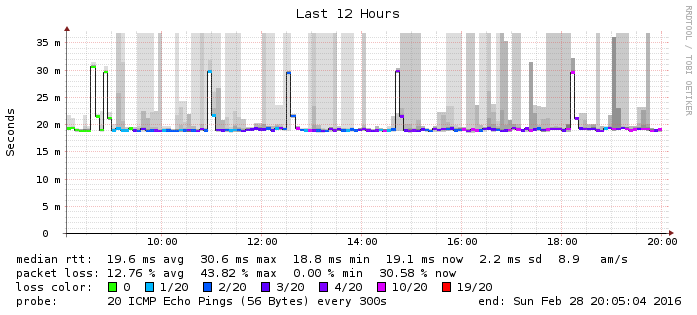 Last 12 Hours
RRDTOOL / TOBI OETIKER
Seconds
35 m
30 m
25 m
20 m
15 m
10 m
5 m
0
10:00 12:00 14:00 16:00 18:00 20:00
median rtt: 19.6 ms avg 30.6 ms max 18.8 ms min 19.1 ms now 2.2 ms sd 8.9 am/s
packet loss: 12.76 % avg 43.82 % max 0.00 % min 30.58 % now
loss color: 0 1/20 2/20 3/20 4/20 10/20 19/20
probe: 20 ICMP Echo Pings (56 Bytes) every 300s end: Sun Feb 28 20:05:04 2016